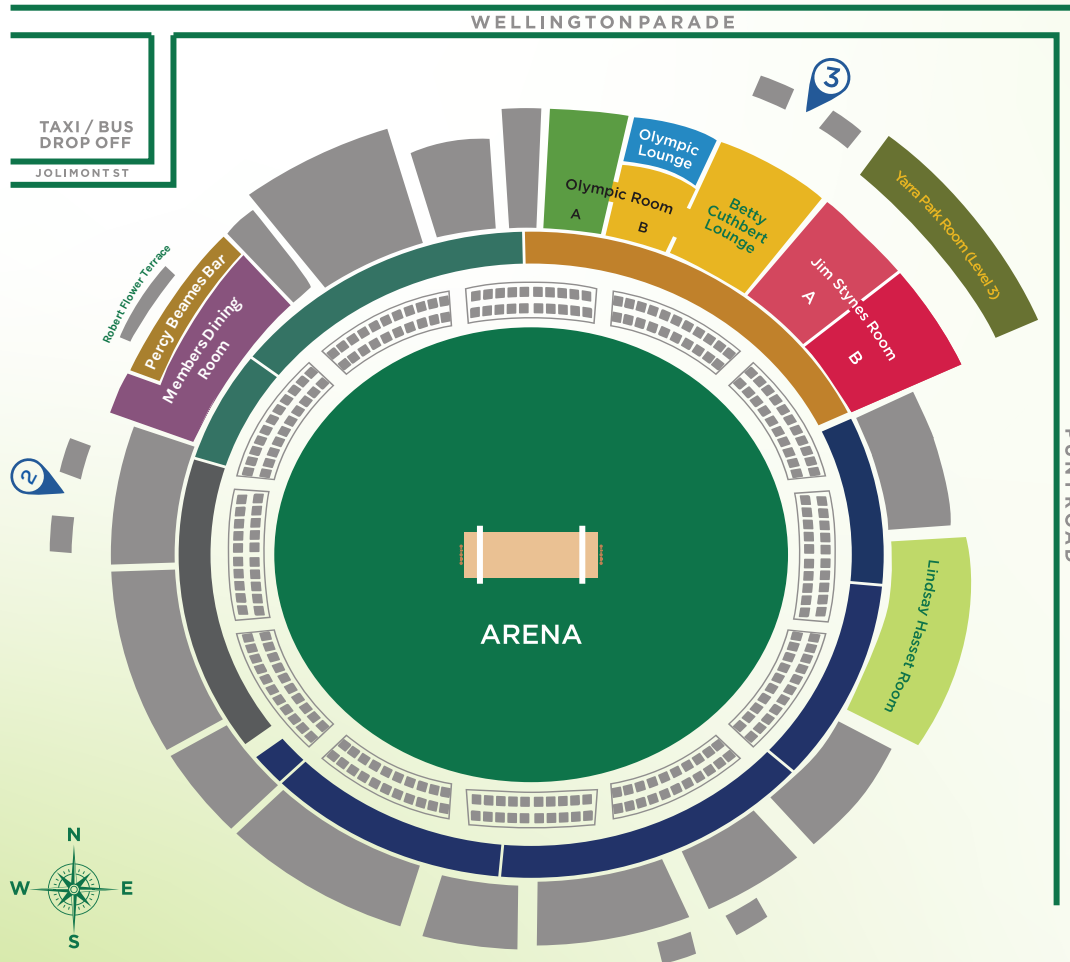 WELLINGTON PARADE
3
TAXI / BUS
DROP OFF
JOLIMONT ST
Olympic
Lounge
Olympic Room
A
B
Betty
Cuthbert
Lounge
Yarra Park Room (Level 3)
Jim Stynes Room
A
B
Robert Flower Terrace
Percy Beames Bar
Members Dining
Room
2
PUNT ROAD
Lindsay Hasset Room
ARENA
N
W
E
S